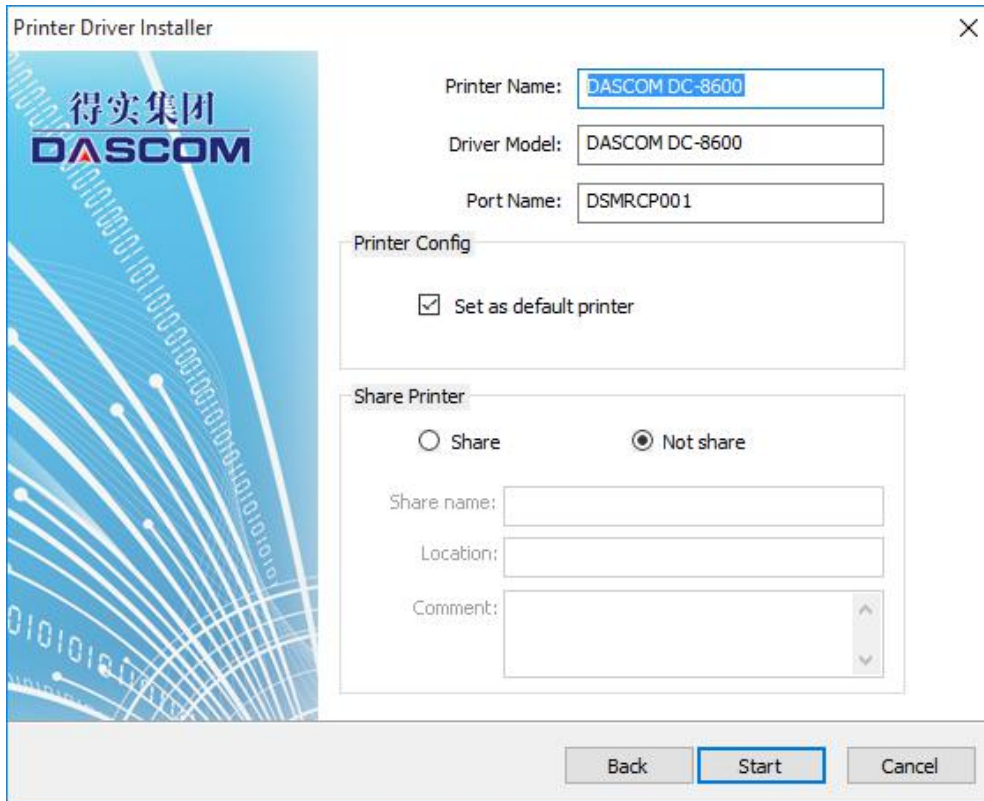 Printer Driver Installer
得实集团
DASCOM
Printer Name: DASCOM DC-8600
Driver Model: DASCOM DC-8600
Port Name: DSMRCP001
Printer Config
Set as default printer
Share Printer
Share Not share
Share name:
Location:
Comment:
Back Start Cancel